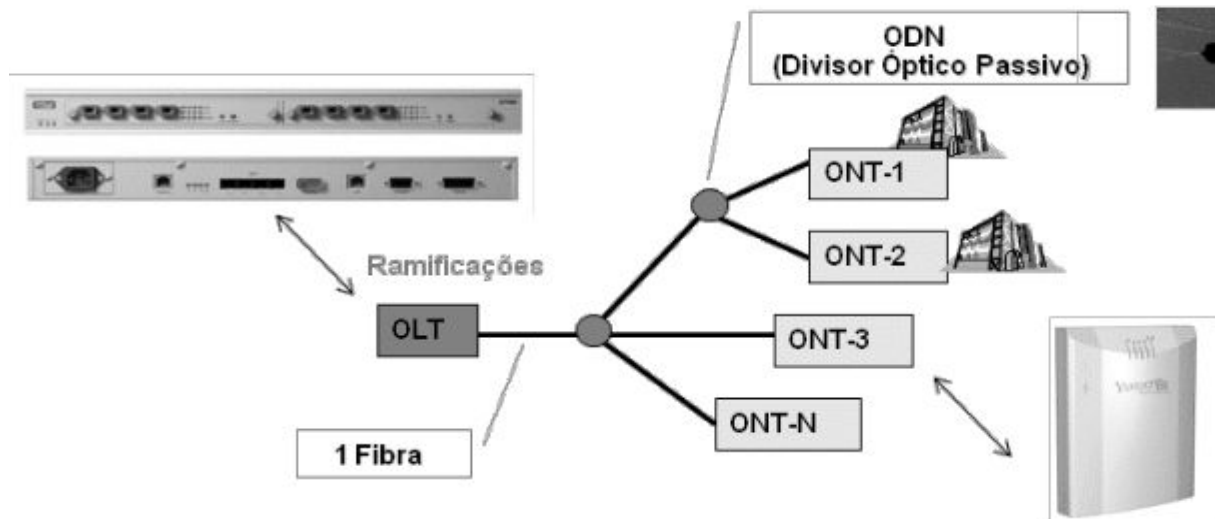 ODN
(Divisor Óptico Passivo)
ONT-1
ONT-2
Ramificações
OLT
ONT-3
ONT-N
1 Fibra